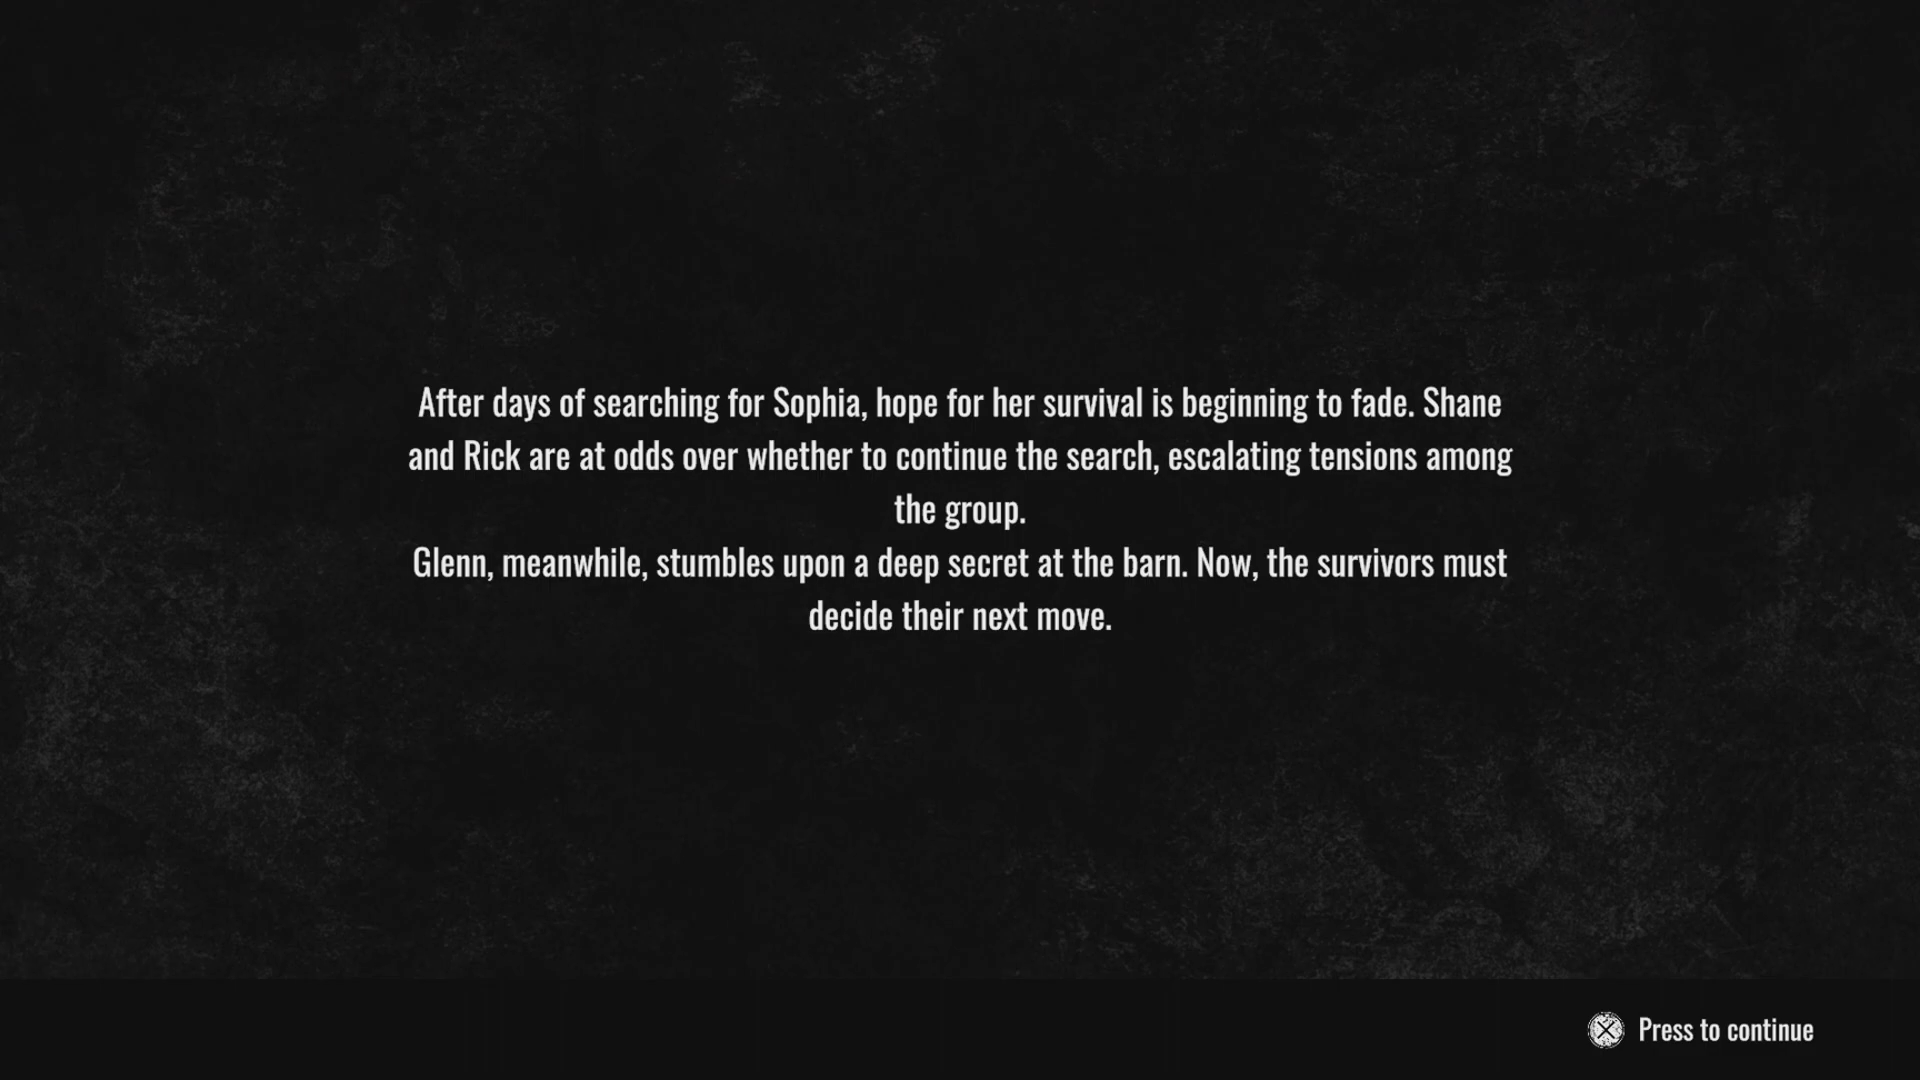 After days of searching for Sophia, hope for her survival is beginning to fade. Shane
and Rick are at odds over whether to continue the search, escalating tensions among
the group.
Glenn, meanwhile, stumbles upon a deep secret at the barn. Now, the survivors must
decide their next move.
Press to continue